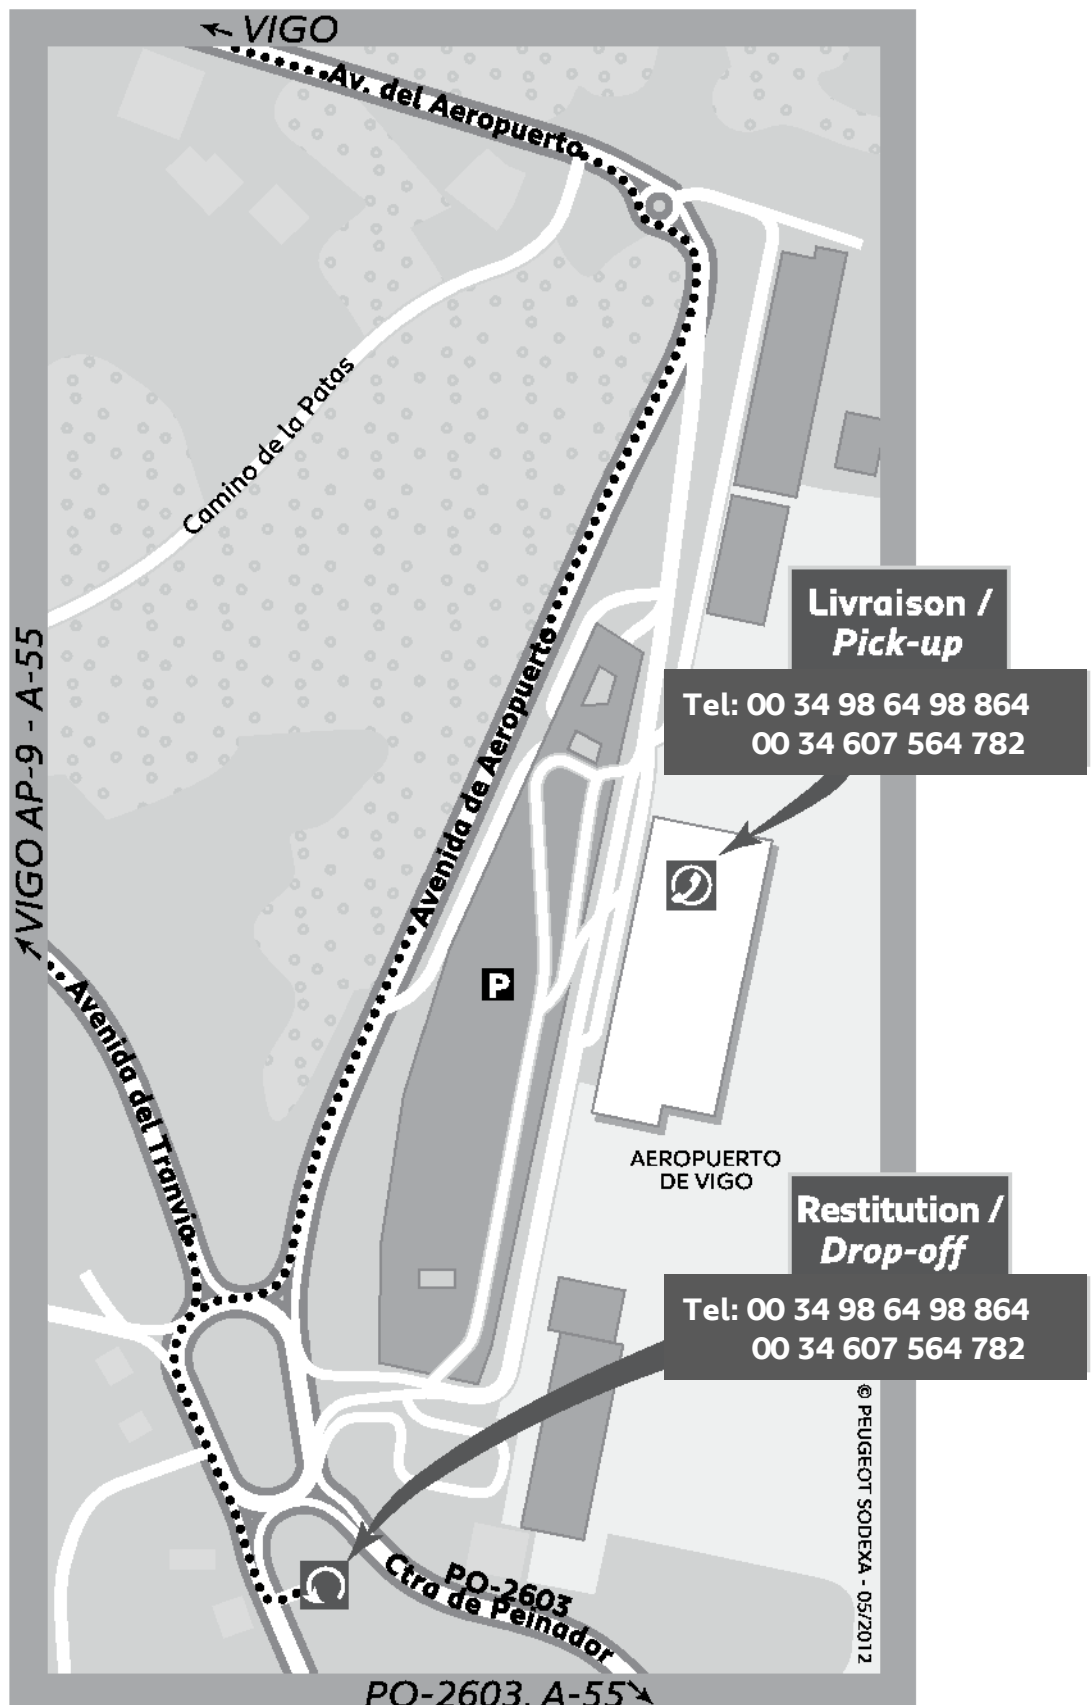 ← VIGO
Av. del Aeropuerto
Camino de la Patas
Livraison /
Pick-up
Tel: 00 34 98 64 98 864
00 34 607 564 782
VIGO AP-9 - A-55
Avenida de Aeropuerto
P
Avenida del Tranvia
AEROPUERTO
DE VIGO
Restitution /
Drop-off
Tel: 00 34 98 64 98 864
00 34 607 564 782
© PEUGEOT SODEXA - 05/2012
PO-2603
Ctra de Peinador
PO-2603, A-55